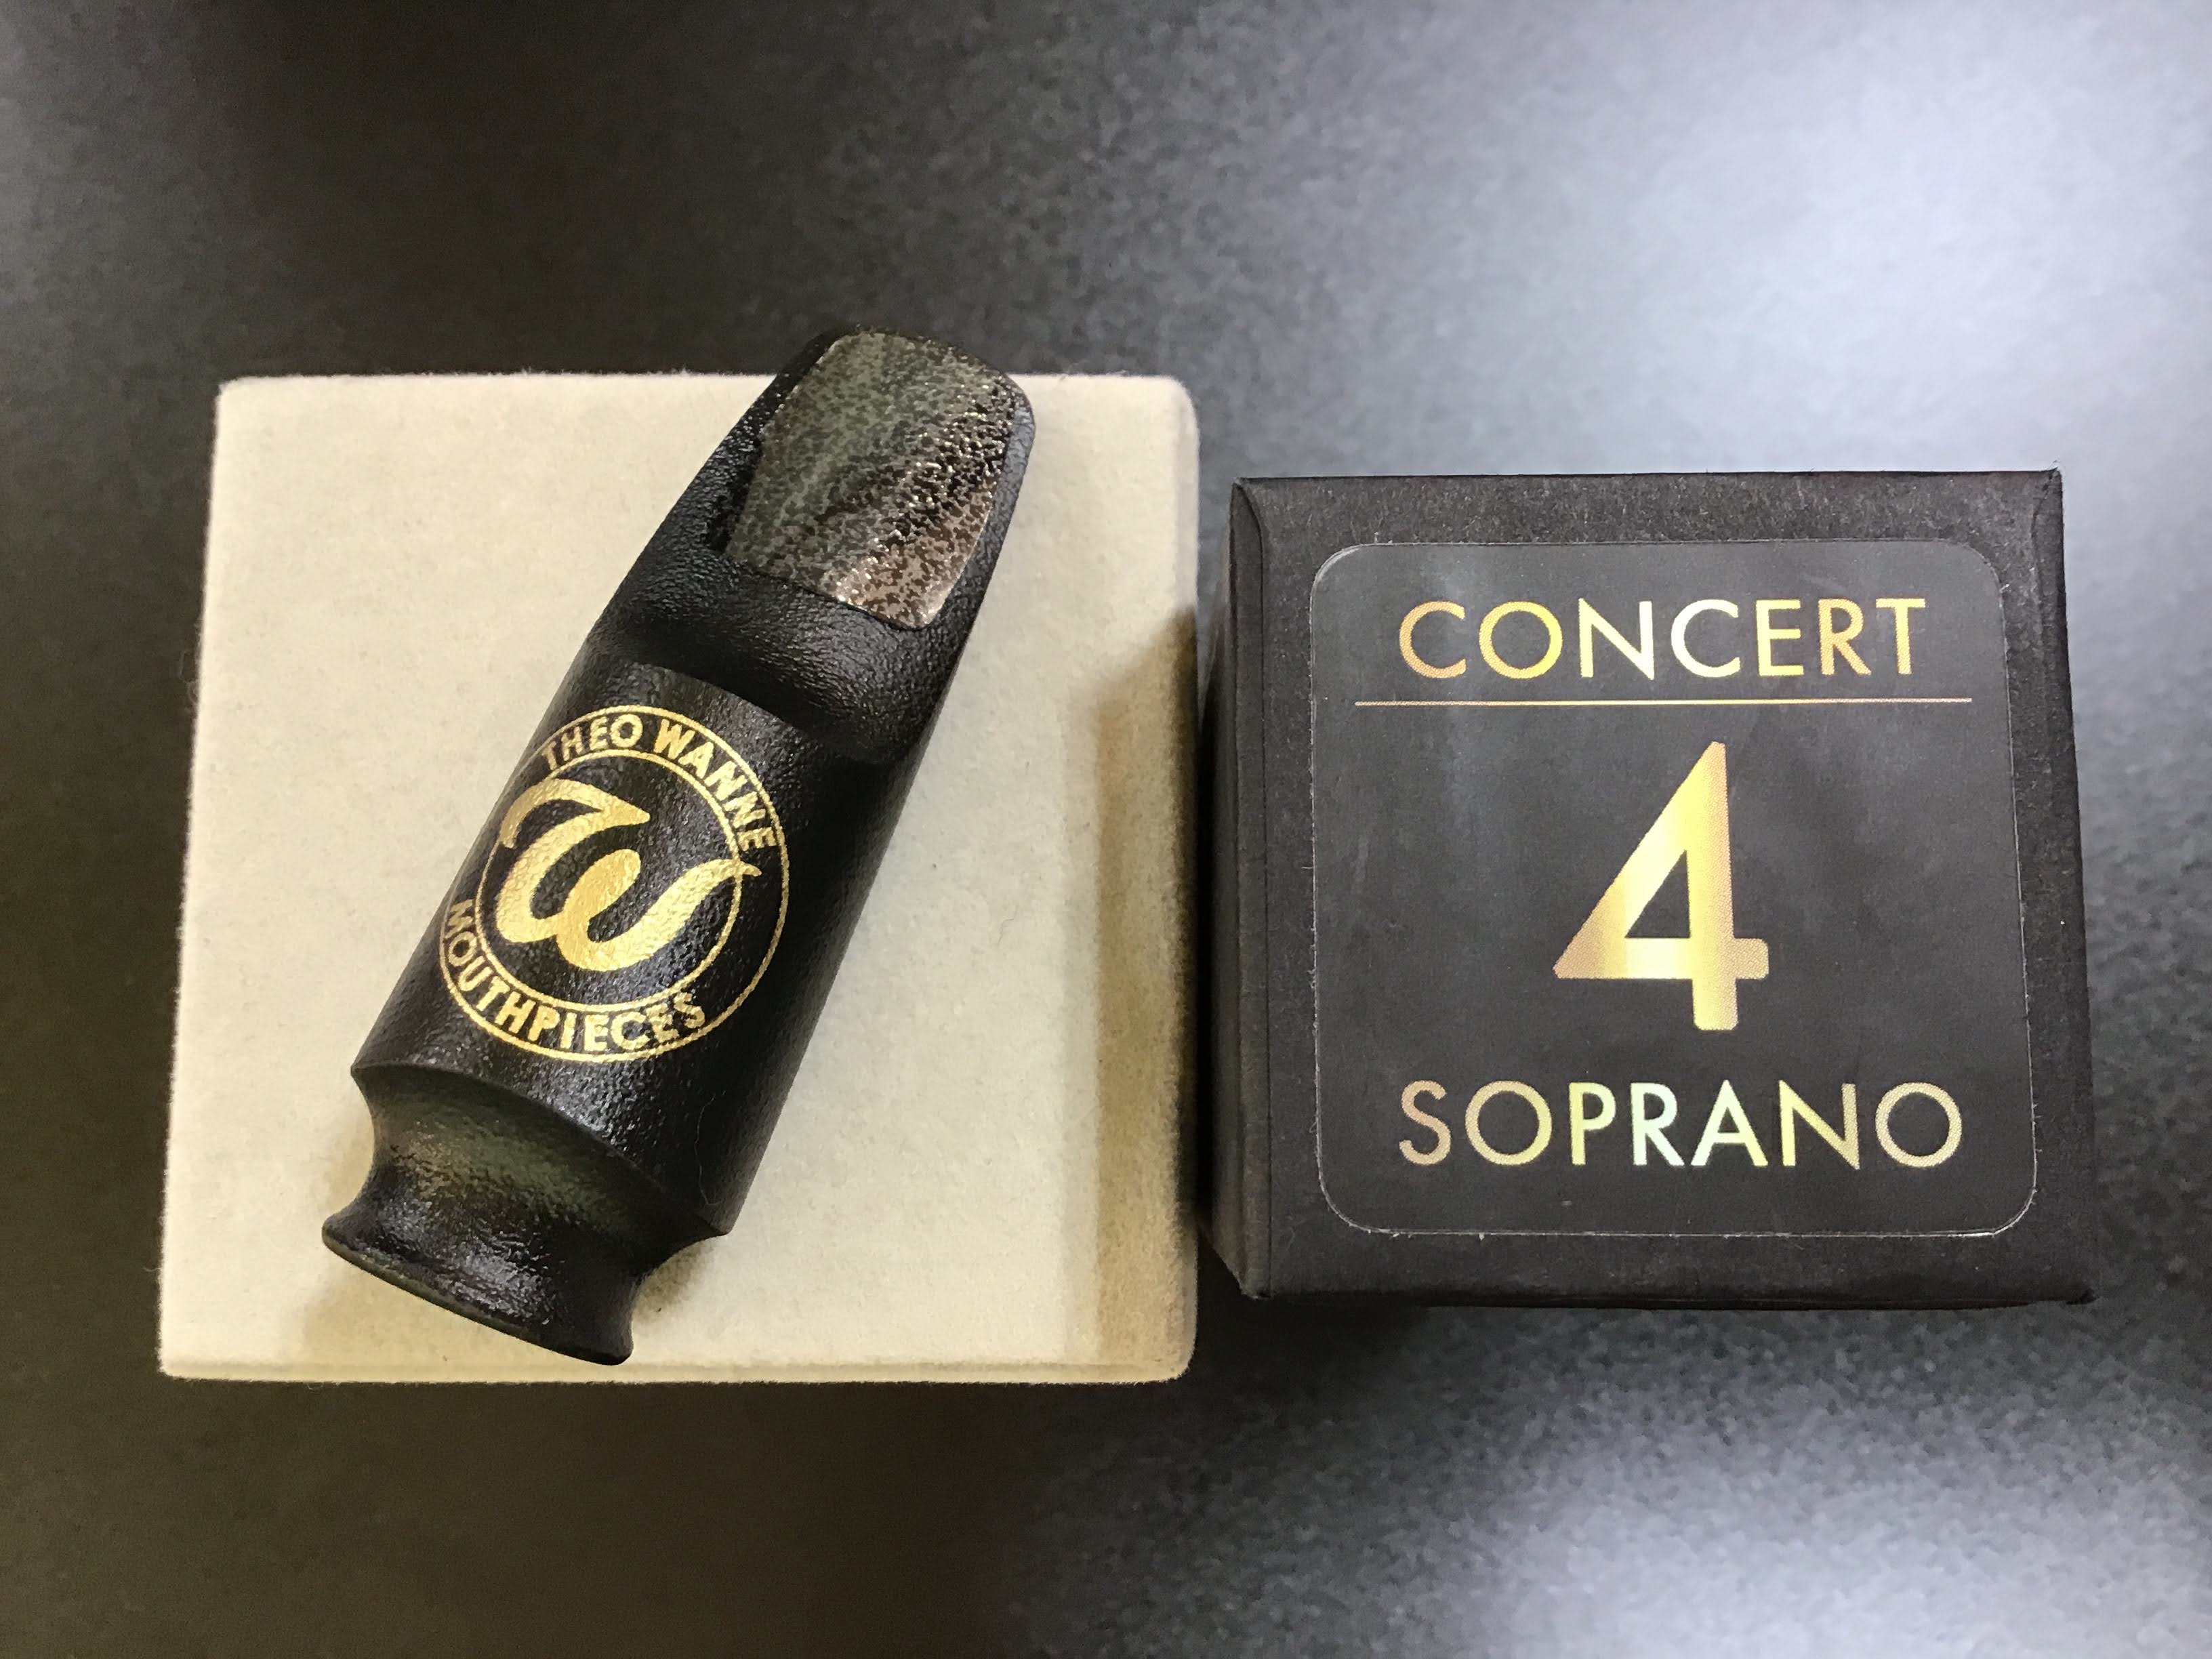 THEO WANNE
W
MOUTHPIECES
CONCERT
4
SOPRANO